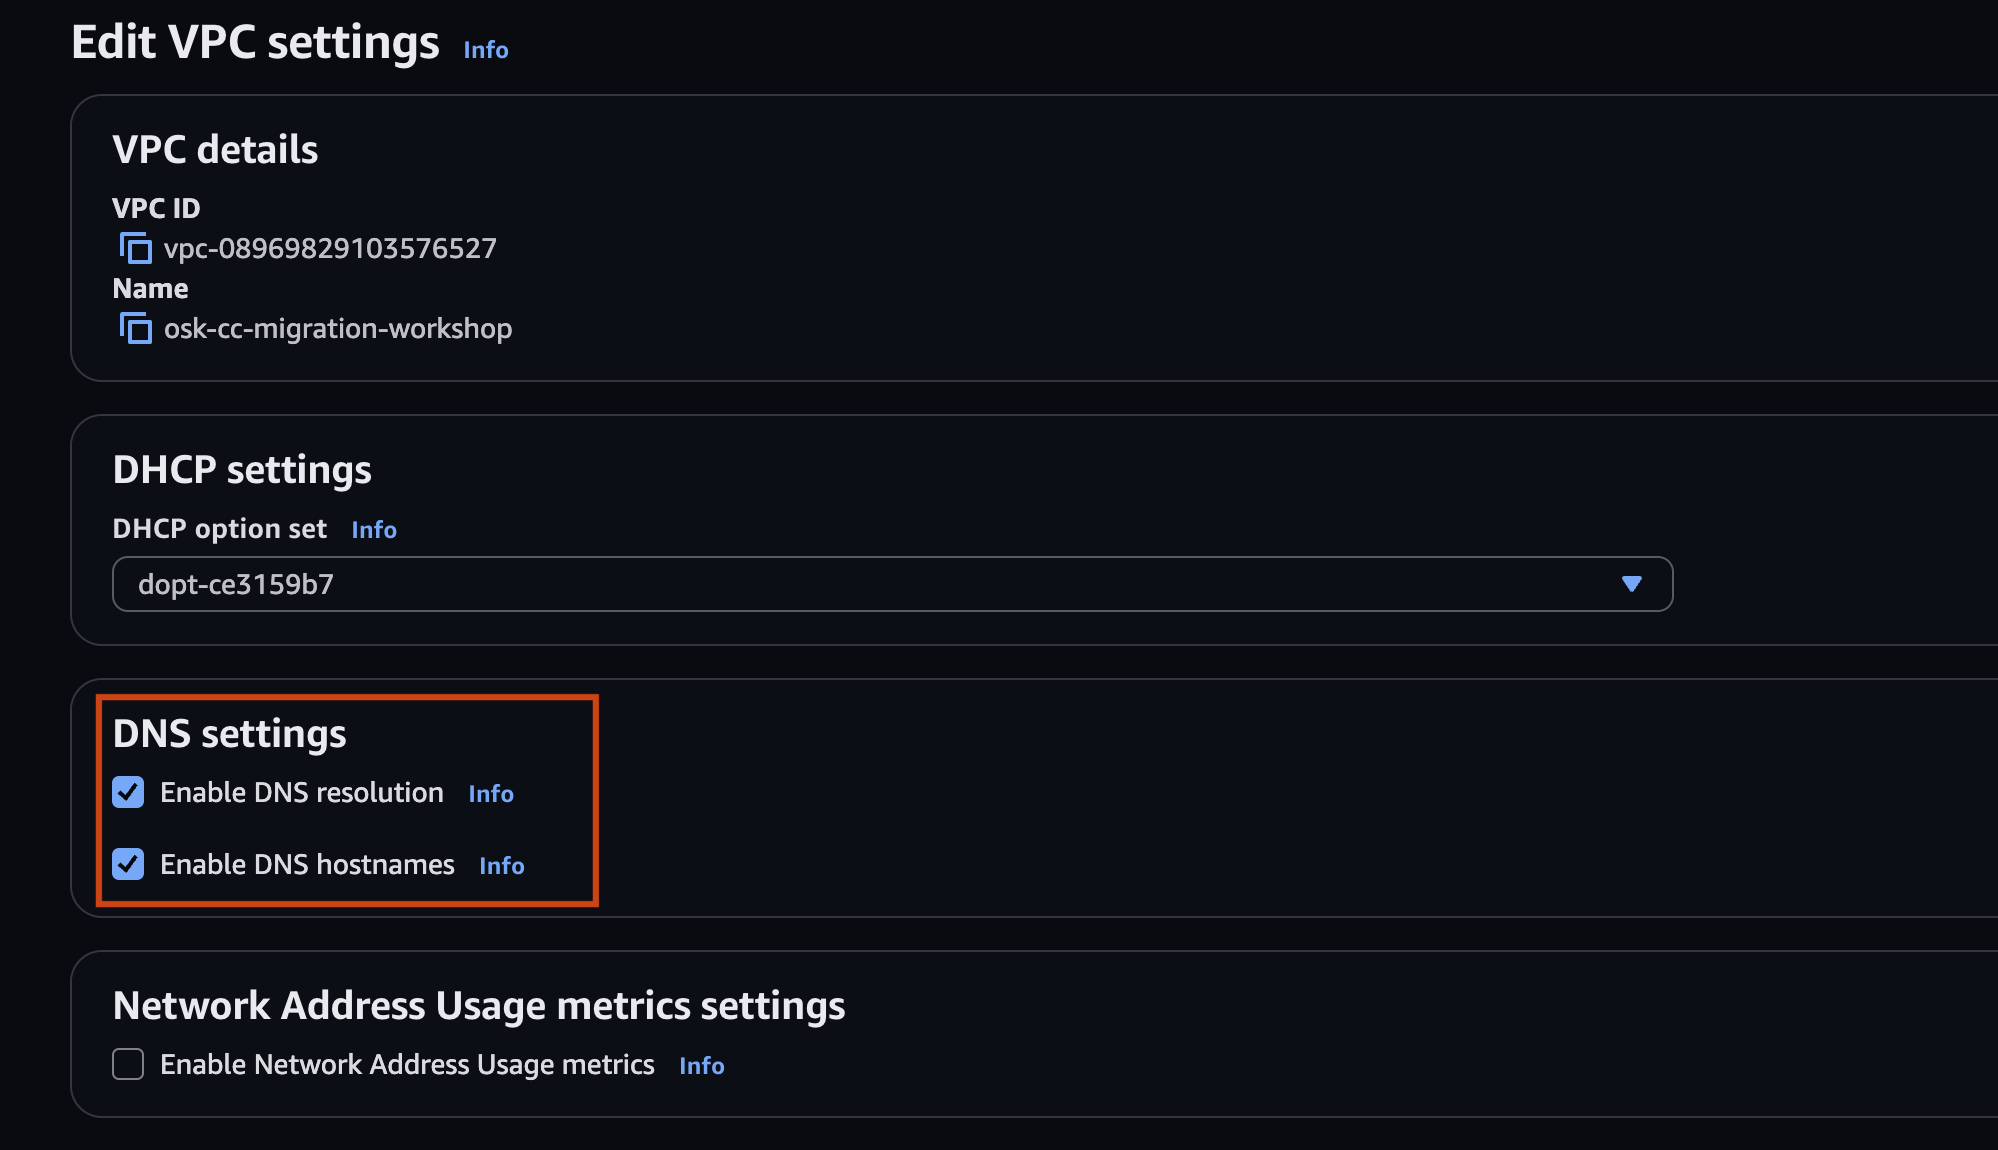 Edit VPC settings Info
VPC details
VPC ID
vpc-08969829103576527
Name
osk-cc-migration-workshop
DHCP settings
DHCP option set Info
dopt-ce3159b7
DNS settings
Enable DNS resolution Info
Enable DNS hostnames Info
Network Address Usage metrics settings
Enable Network Address Usage metrics Info